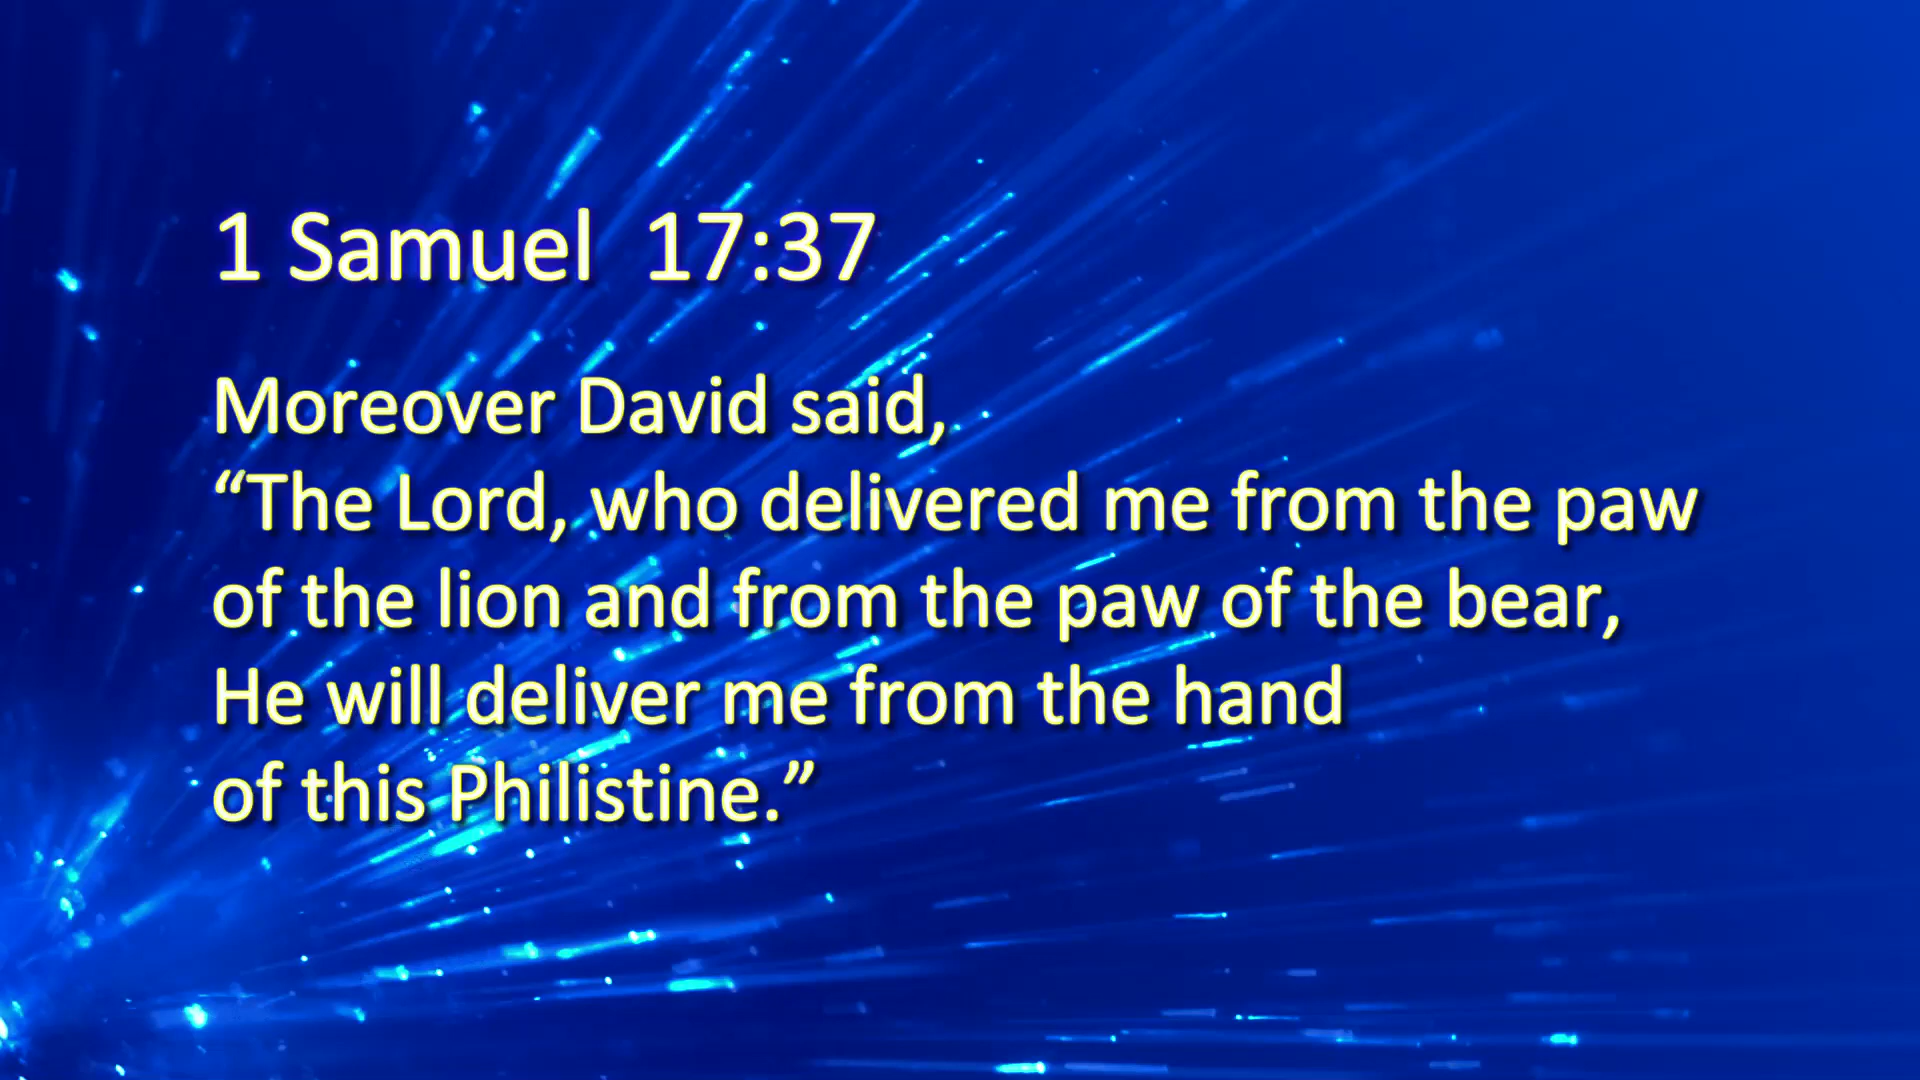 1 Samuel  17:37
Moreover David said,
“The Lord, who delivered me from the paw
of the lion and from the paw of the bear,
He will deliver me from the hand
of this Philistine.”